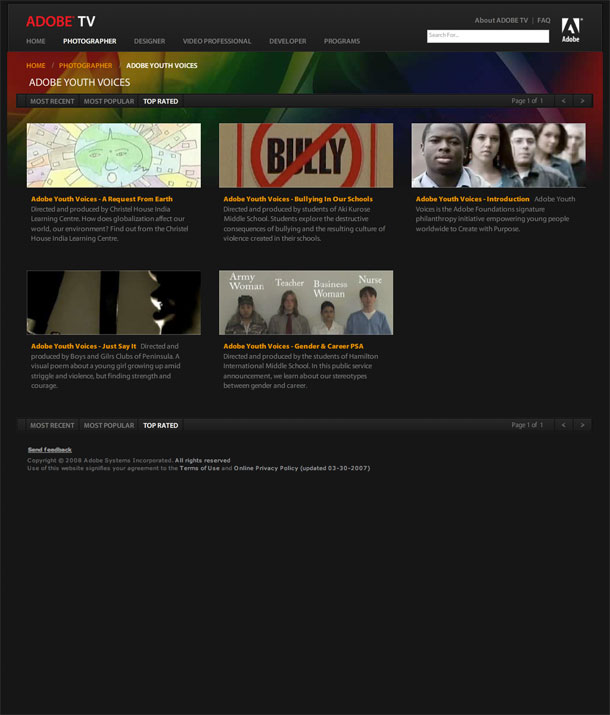 ADOBE TV
About ADOBE TV | FAQ
Search For...
Adobe
HOME PHOTOGRAPHER DESIGNER VIDEO PROFESSIONAL DEVELOPER PROGRAMS
HOME / PHOTOGRAPHER / ADOBE YOUTH VOICES
ADOBE YOUTH VOICES
MOST RECENT MOST POPULAR TOP RATED Page 1 of 1 < >
BULLY
Adobe Youth Voices - A Request From Earth
Directed and produced by Christel House India
Learning Centre. How does globalization affect our
world, our environment? Find out from the Christel
House India Learning Centre.
Adobe Youth Voices - Bullying In Our Schools
Directed and produced by students of Aki Kurose
Middle School. Students explore the destructive
consequences of bullying and the resulting culture of
violence created in their schools.
Adobe Youth Voices - Introduction Adobe Youth
Voices is the Adobe Foundations signature
philanthropy initiative empowering young people
worldwide to Create with Purpose.
Army Woman
Teacher
Business Woman
Nurse
Adobe Youth Voices - Just Say It Directed and
produced by Boys and Gilrs Clubs of Peninsula. A
visual poem about a young girl growing up amid
striggle and violence, but finding strength and
courage.
Adobe Youth Voices - Gender & Career PSA
Directed and produced by the students of Hamilton
International Middle School. In this public service
announcement, we learn about our stereotypes
between gender and career.
MOST RECENT MOST POPULAR TOP RATED Page 1 of 1 < >
Send Feedback
Copyright © 2008 Adobe Systems Incorporated. All rights reserved
Use of this website signifies your agreement to the Terms of Use and Online Privacy Policy (updated 03-30-2007)